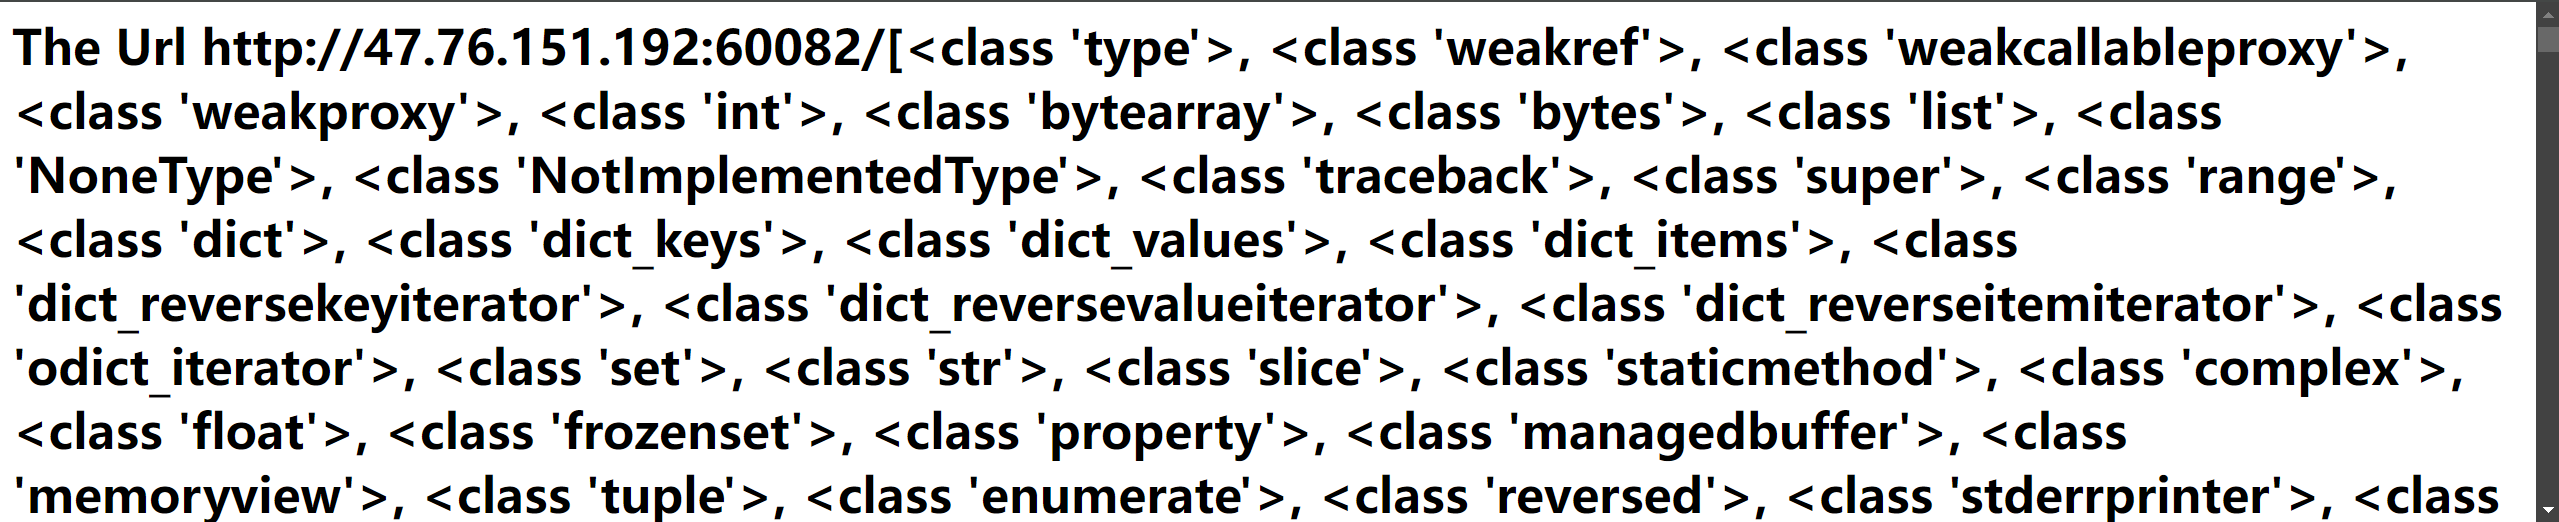 The Url http://47.76.151.192:60082/[<class 'type'>, <class 'weakref'>, <class 'weakcallableproxy'>,
<class 'weakproxy'>, <class 'int'>, <class 'bytearray'>, <class 'bytes'>, <class 'list'>, <class
'NoneType'>, <class 'NotImplementedType'>, <class 'traceback'>, <class 'super'>, <class 'range'>,
<class 'dict'>, <class 'dict_keys'>, <class 'dict_values'>, <class 'dict_items'>, <class
'dict_reversekeyiterator'>, <class 'dict_reversevalueiterator'>, <class 'dict_reverseitemiterator'>, <class
'odict_iterator'>, <class 'set'>, <class 'str'>, <class 'slice'>, <class 'staticmethod'>, <class 'complex'>,
<class 'float'>, <class 'frozenset'>, <class 'property'>, <class 'managedbuffer'>, <class
'memoryview'>, <class 'tuple'>, <class 'enumerate'>, <class 'reversed'>, <class 'stderrprinter'>, <class